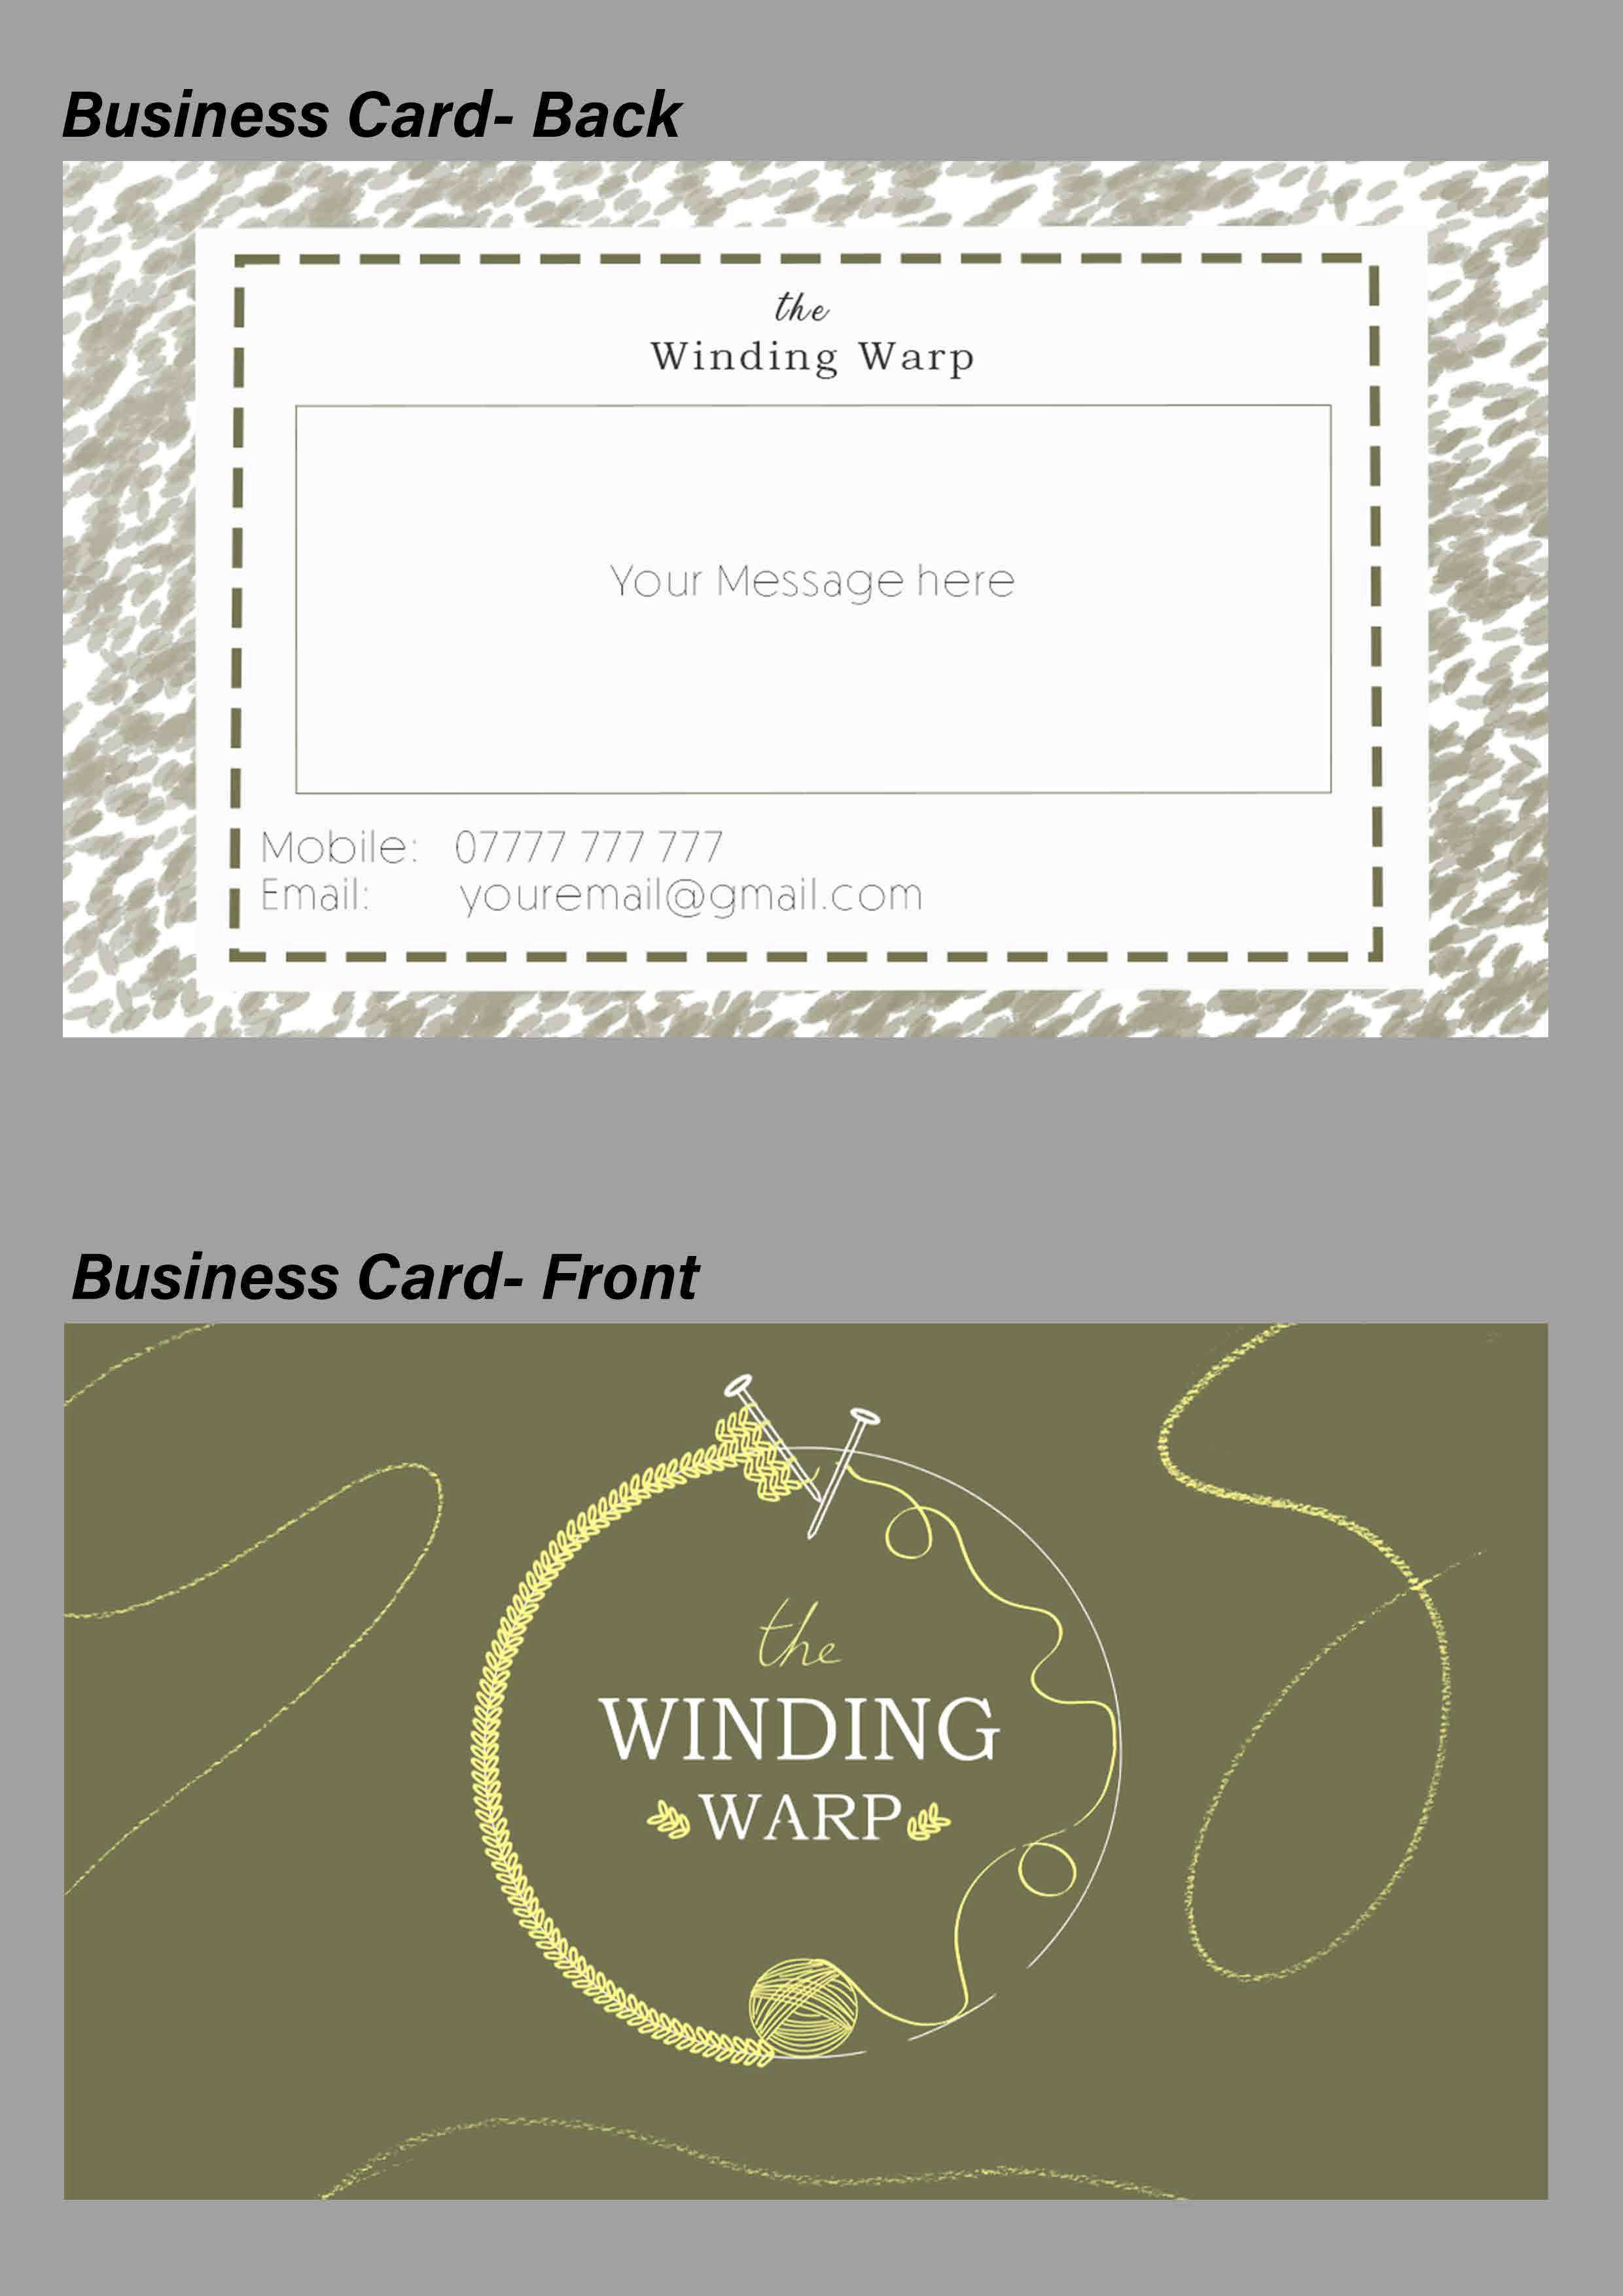 Business Card- Back
the
Winding Warp
Your Message here
Mobile: 07777 777 777
Email: youremail@gmail.com
Business Card- Front
the
WINDING
WARP